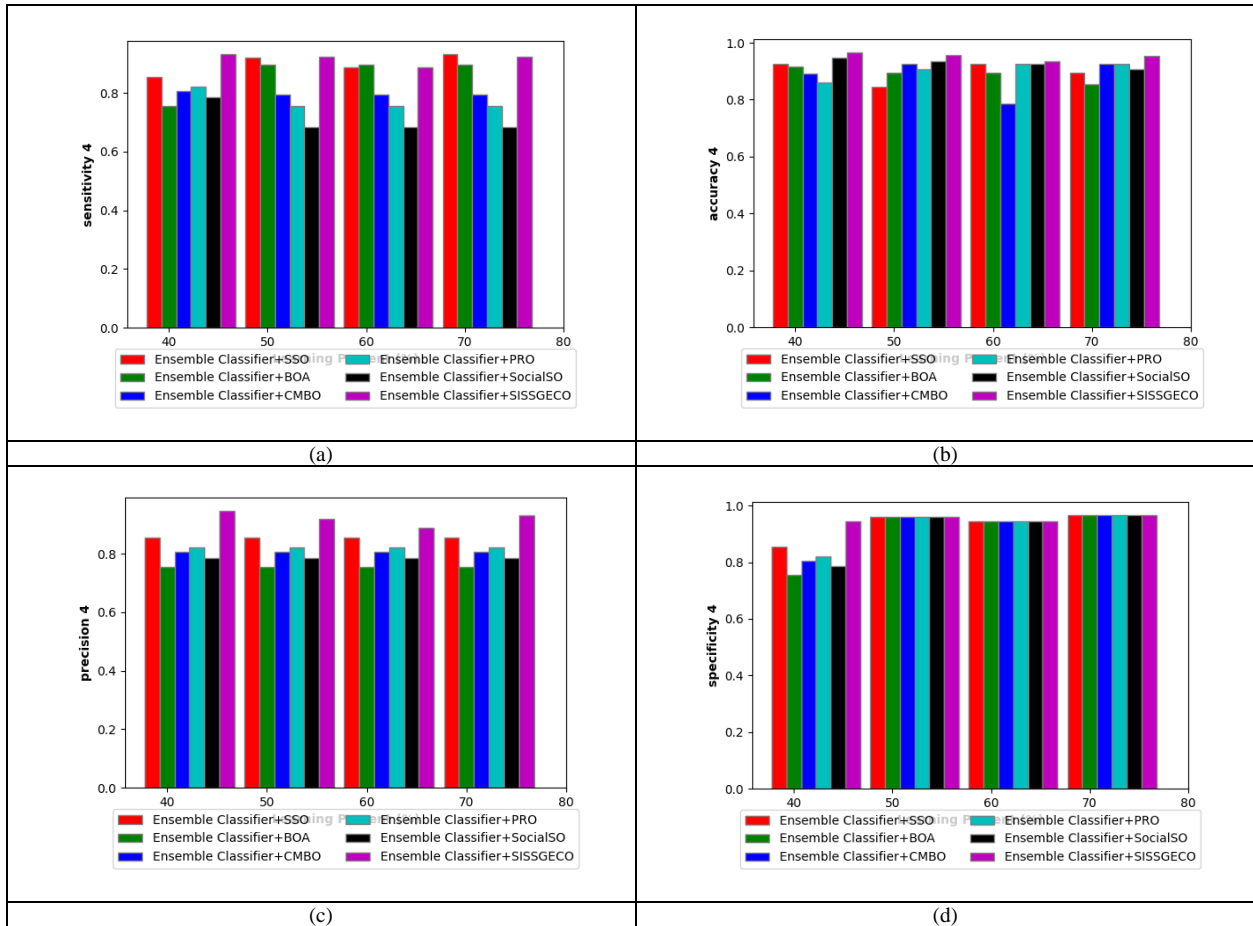 0.8
0.6
0.4
0.2
0.0
sensitivity 4
40 50 60 70 80
Ensemble Classifier+SSO Ensemble Classifier+PRO
Ensemble Classifier+BOA Ensemble Classifier+SocialSO
Ensemble Classifier+CMBO Ensemble Classifier+SISSGECO
(a)
1.0
0.8
0.6
0.4
0.2
0.0
accuracy 4
40 50 60 70 80
Ensemble Classifier+SSO Ensemble Classifier+PRO
Ensemble Classifier+BOA Ensemble Classifier+SocialSO
Ensemble Classifier+CMBO Ensemble Classifier+SISSGECO
(b)
0.8
0.6
0.4
0.2
0.0
precision 4
40 50 60 70 80
Ensemble Classifier+SSO Ensemble Classifier+PRO
Ensemble Classifier+BOA Ensemble Classifier+SocialSO
Ensemble Classifier+CMBO Ensemble Classifier+SISSGECO
(c)
1.0
0.8
0.6
0.4
0.2
0.0
specificity 4
40 50 60 70 80
Ensemble Classifier+SSO Ensemble Classifier+PRO
Ensemble Classifier+BOA Ensemble Classifier+SocialSO
Ensemble Classifier+CMBO Ensemble Classifier+SISSGECO
(d)